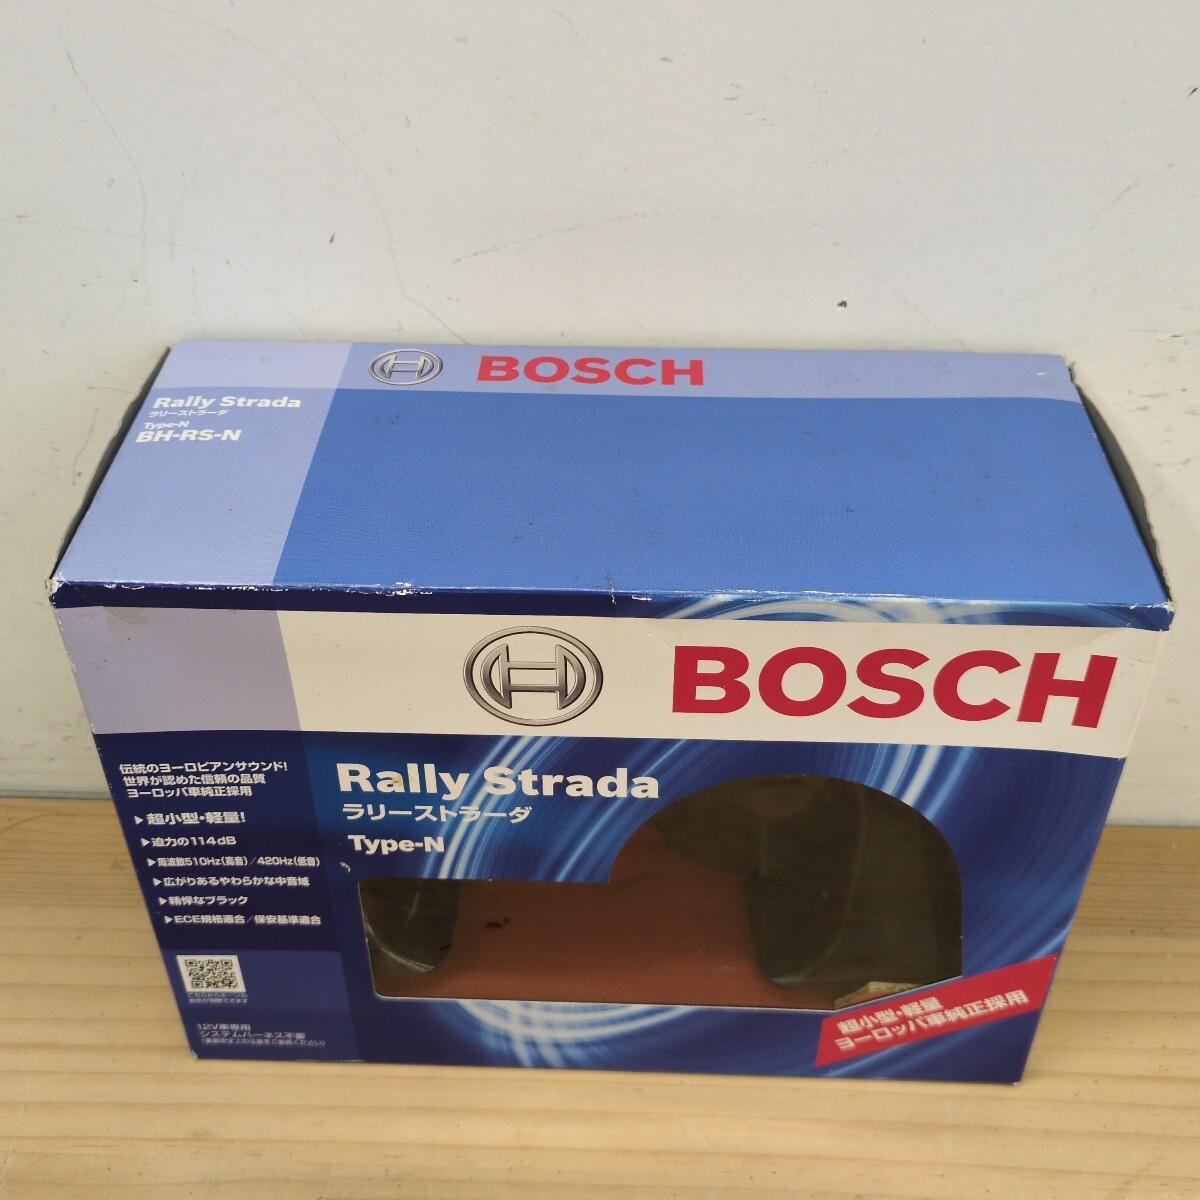 BOSCH
Rally Strada
ラリーストラーダ
Type-N
BH-RS-N
BOSCH
伝統のヨーロピアンサウンド!
世界が認めた信頼の品質
ヨーロッパ車純正採用
▶超小型・軽量!
▶迫力の114dB
▶周波数510Hz(高音)/420Hz(低音)
▶広がりあるやわらかな中音域
▶精悍なブラック
▶ECE規格適合/保安基準適合
Rally Strada
ラリーストラーダ
Type-N
12V車専用
システムハーネス不要
超小型・軽量
ヨーロッパ車純正採用